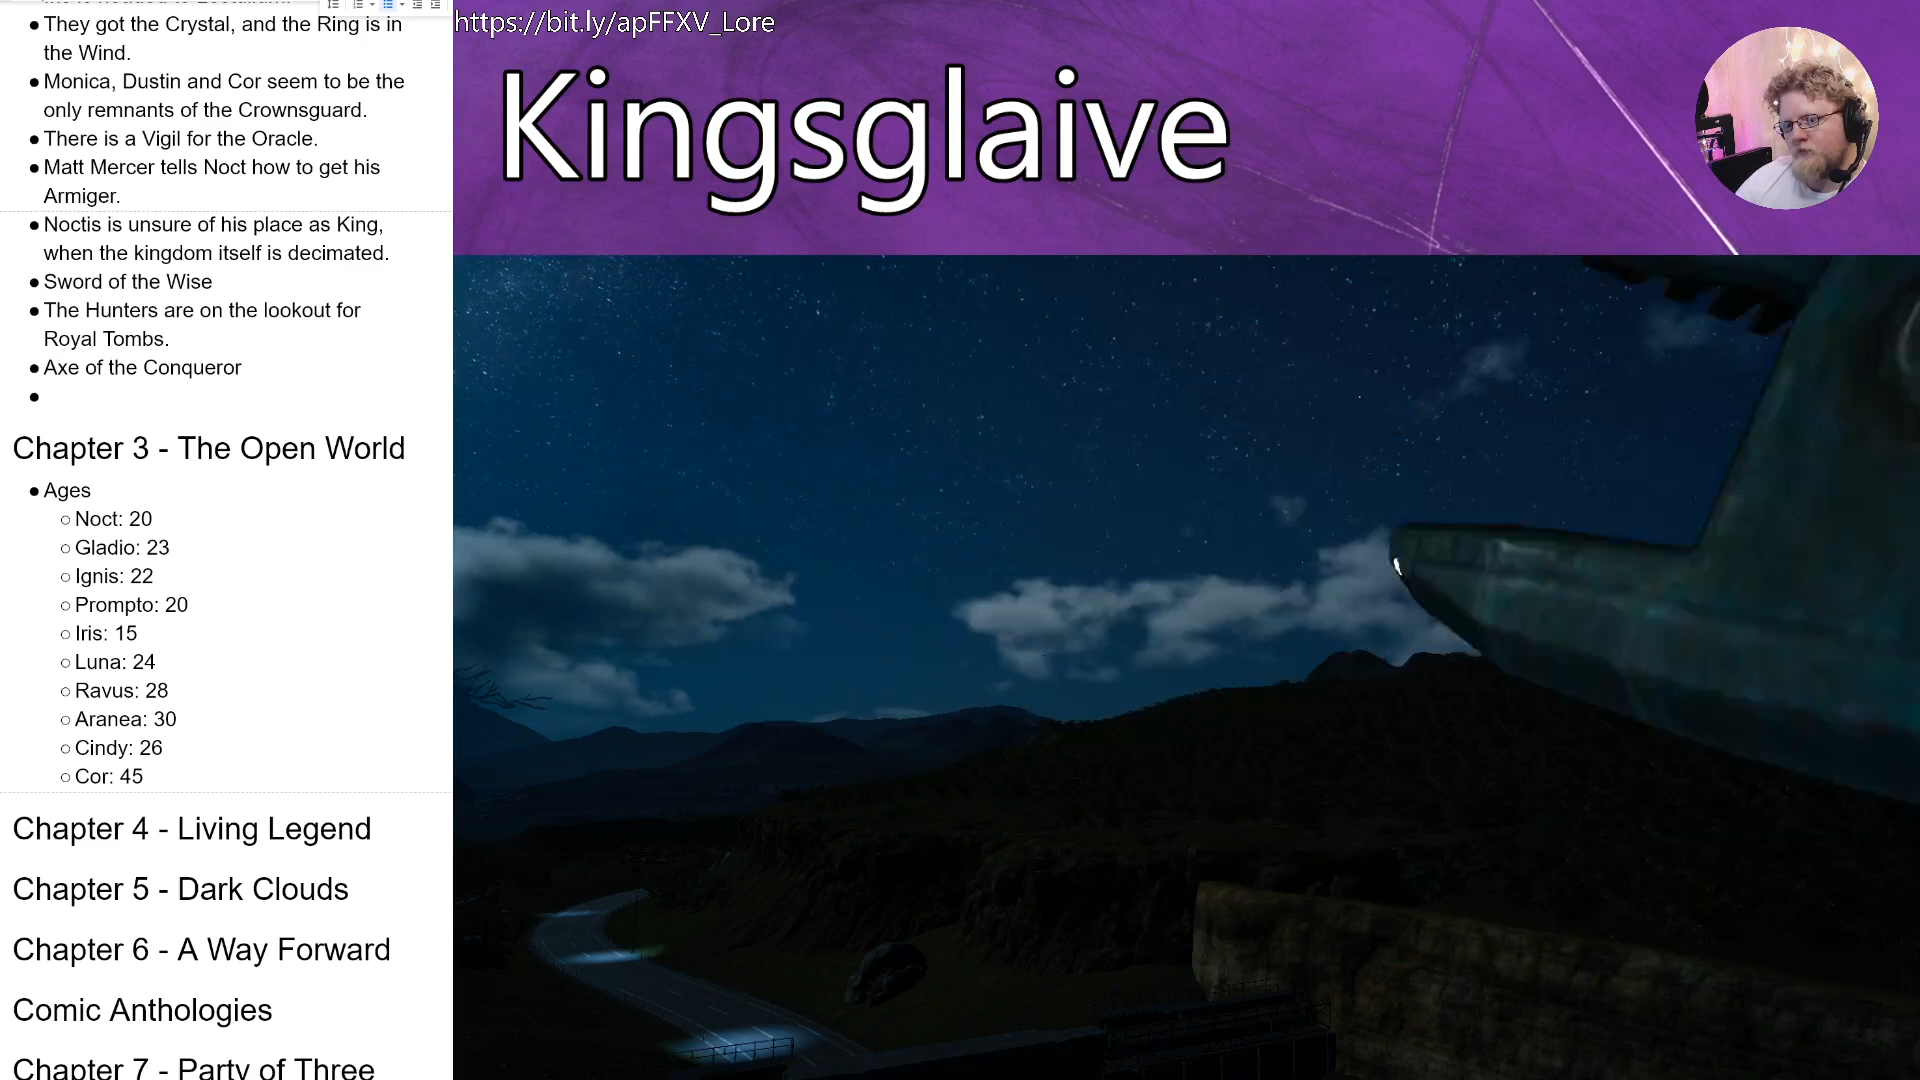 https://bit.ly/apFFXV_Lore
Kingsglaive
They got the Crystal, and the Ring is in
the Wind.
Monica, Dustin and Cor seem to be the
only remnants of the Crownsguard.
There is a Vigil for the Oracle.
Matt Mercer tells Noct how to get his
Armiger.
Noctis is unsure of his place as King,
when the kingdom itself is decimated.
Sword of the Wise
The Hunters are on the lookout for
Royal Tombs.
Axe of the Conqueror
Chapter 3 - The Open World
Ages
Noct: 20
Gladio: 23
Ignis: 22
Prompto: 20
Iris: 15
Luna: 24
Ravus: 28
Aranea: 30
Cindy: 26
Cor: 45
Chapter 4 - Living Legend
Chapter 5 - Dark Clouds
Chapter 6 - A Way Forward
Comic Anthologies
Chapter 7 - Party of Three